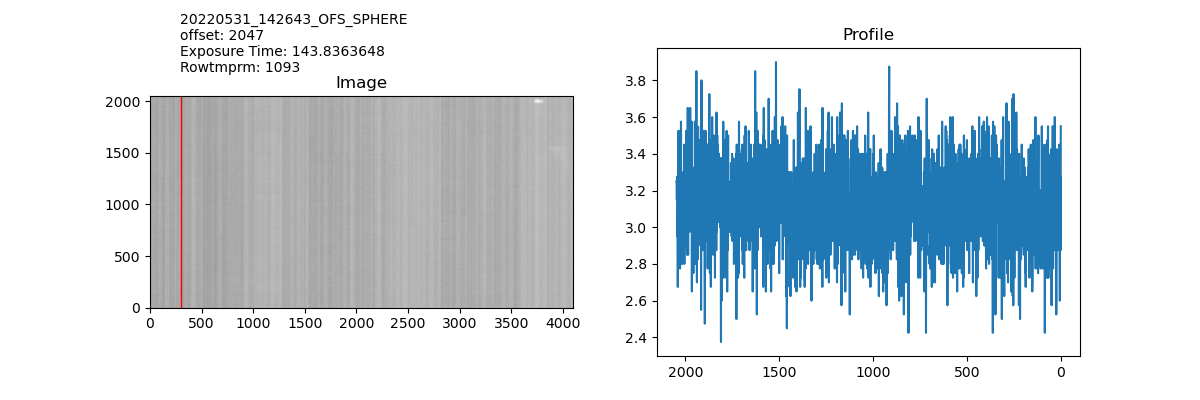 20220531_142643_OFS_SPHERE
offset: 2047
Exposure Time: 143.8363648
Rowtmprm: 1093
Image
2000
1500
1000
500
0
0 500 1000 1500 2000 2500 3000 3500 4000
Profile
3.8
3.6
3.4
3.2
3.0
2.8
2.6
2.4
2000 1500 1000 500 0